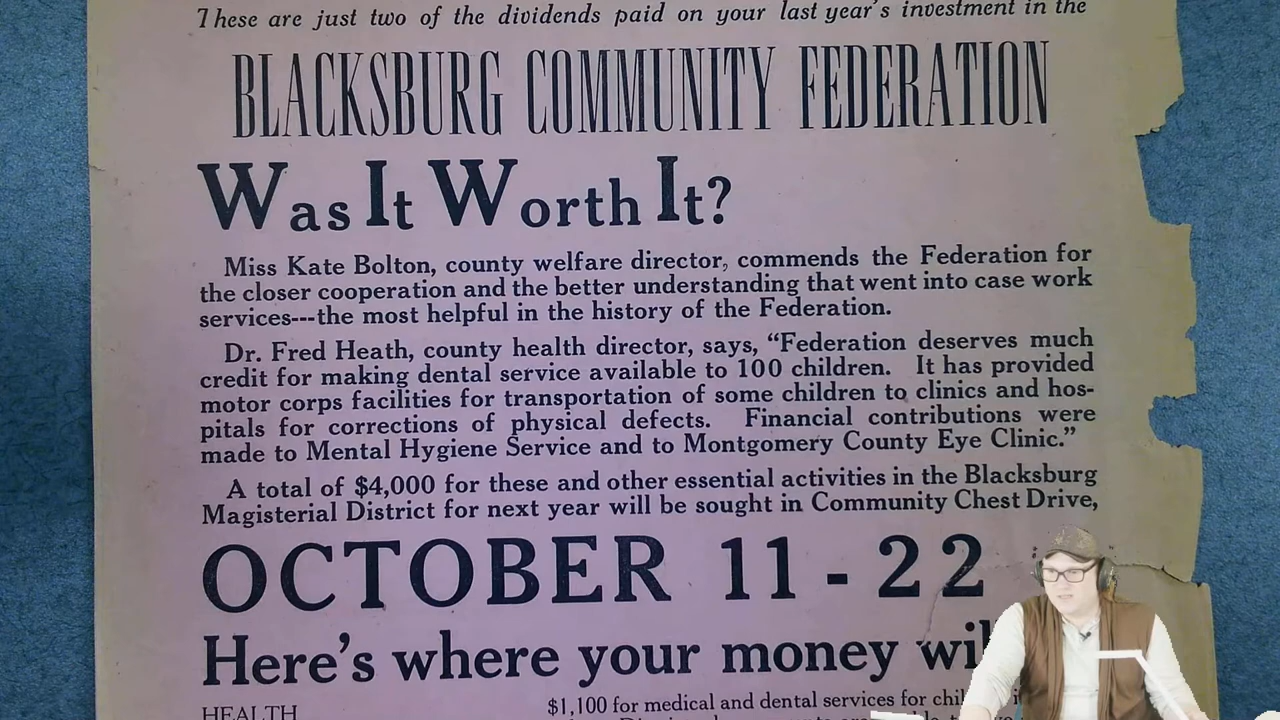 These are just two of the dividends paid on your last year's investment in the
BLACKSBURG COMMUNITY FEDERATION
Was It Worth It?
Miss Kate Bolton, county welfare director, commends the Federation for
the closer cooperation and the better understanding that went into case work
services---the most helpful in the history of the Federation.
Dr. Fred Heath, county health director, says, “Federation deserves much
credit for making dental service available to 100 children. It has provided
motor corps facilities for transportation of some children to clinics and hos-
pitals for corrections of physical defects. Financial contributions were
made to Mental Hygiene Service and to Montgomery County Eye Clinic.”
A total of $4,000 for these and other essential activities in the Blacksburg
Magisterial District for next year will be sought in Community Chest Drive,
OCTOBER 11 - 22
Here's where your money
HEALTH
$1,100 for medical and dental services for